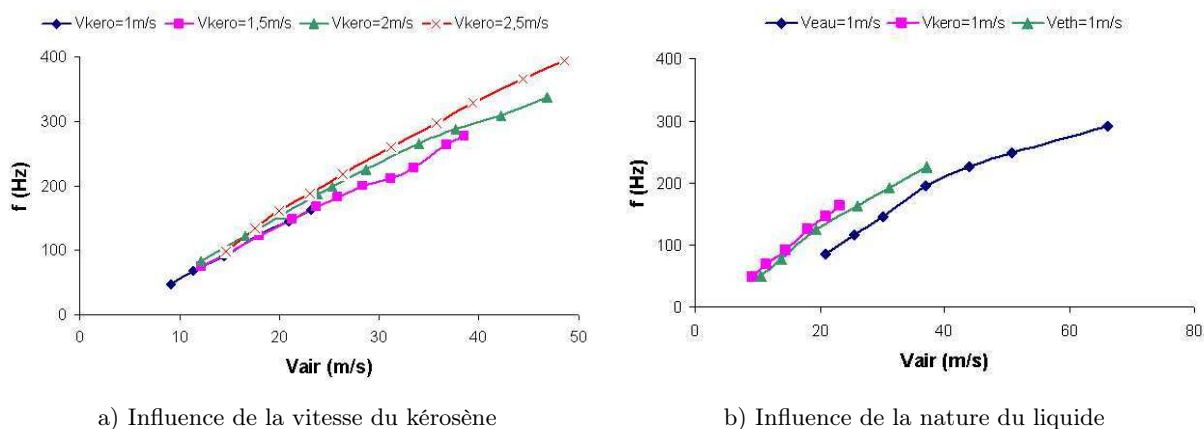 Vkero=1m/s Vkero=1,5m/s Vkero=2m/s Vkero=2,5m/s
400
300
200
100
0
f (Hz)
0 10 20 30 40 50
Vair (m/s)
a) Influence de la vitesse du kérosène
Veau=1m/s Vkero=1m/s Veth=1m/s
400
300
200
100
0
f (Hz)
0 20 40 60 80
Vair (m/s)
b) Influence de la nature du liquide